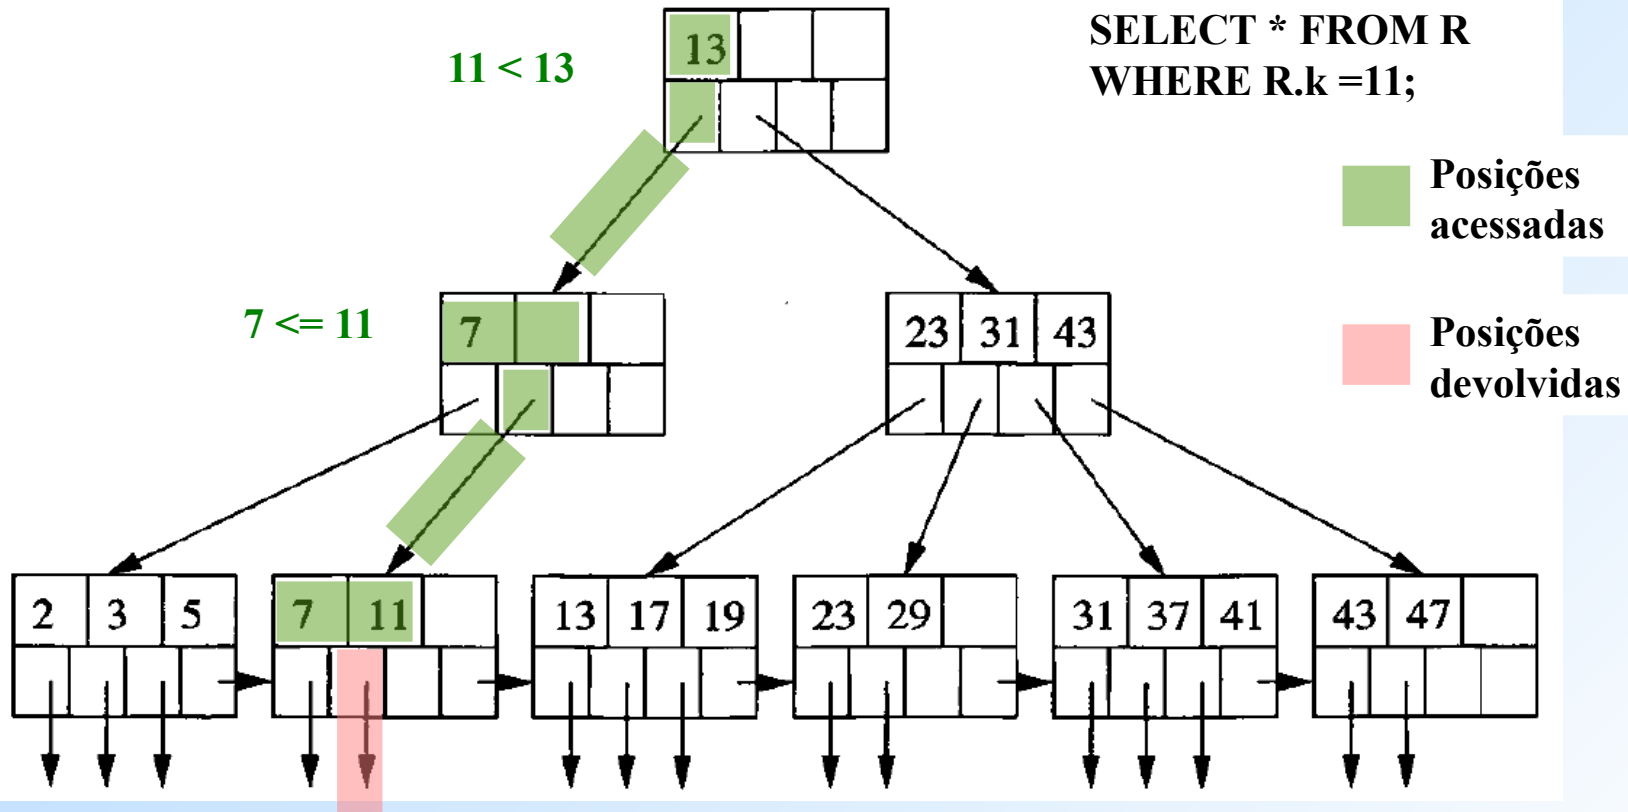 SELECT * FROM R
WHERE R.k =11;
11 < 13
13
Posições
acessadas
7 <= 11
7
23 31 43
Posições
devolvidas
2 3 5
7 11
13 17 19
23 29
31 37 41
43 47